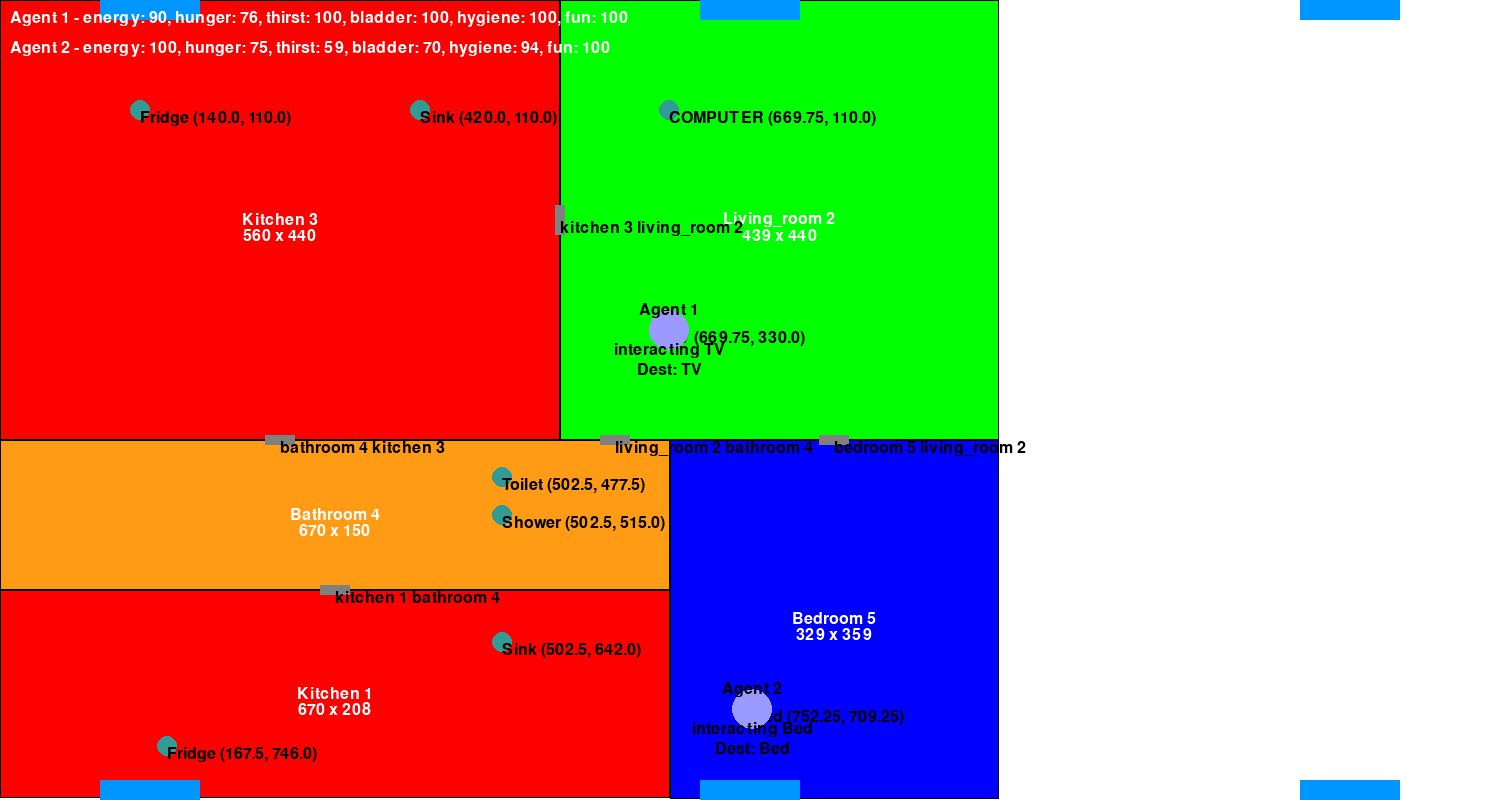 Agent 1 - energy: 90, hunger: 76, thirst: 100, bladder: 100, hygiene: 100, fun: 100
Agent 2 - energy: 100, hunger: 75, thirst: 59, bladder: 70, hygiene: 94, fun: 100
Fridge (140.0, 110.0)
Sink (420.0, 110.0)
COMPUTER (669.75, 110.0)
Kitchen 3
560 x 440
kitchen 3 living_room 2
Living_room 2
439 x 440
Agent 1
(669.75, 330.0)
interacting TV
Dest: TV
bathroom 4 kitchen 3
living_room 2 bathroom 4
bedroom 5 living_room 2
Toilet (502.5, 477.5)
Bathroom 4
670 x 150
Shower (502.5, 515.0)
kitchen 1 bathroom 4
Bedroom 5
329 x 359
Sink (502.5, 642.0)
Kitchen 1
670 x 208
Agent 2
(752.25, 709.25)
interacting Bed
Dest: Bed
Fridge (167.5, 746.0)